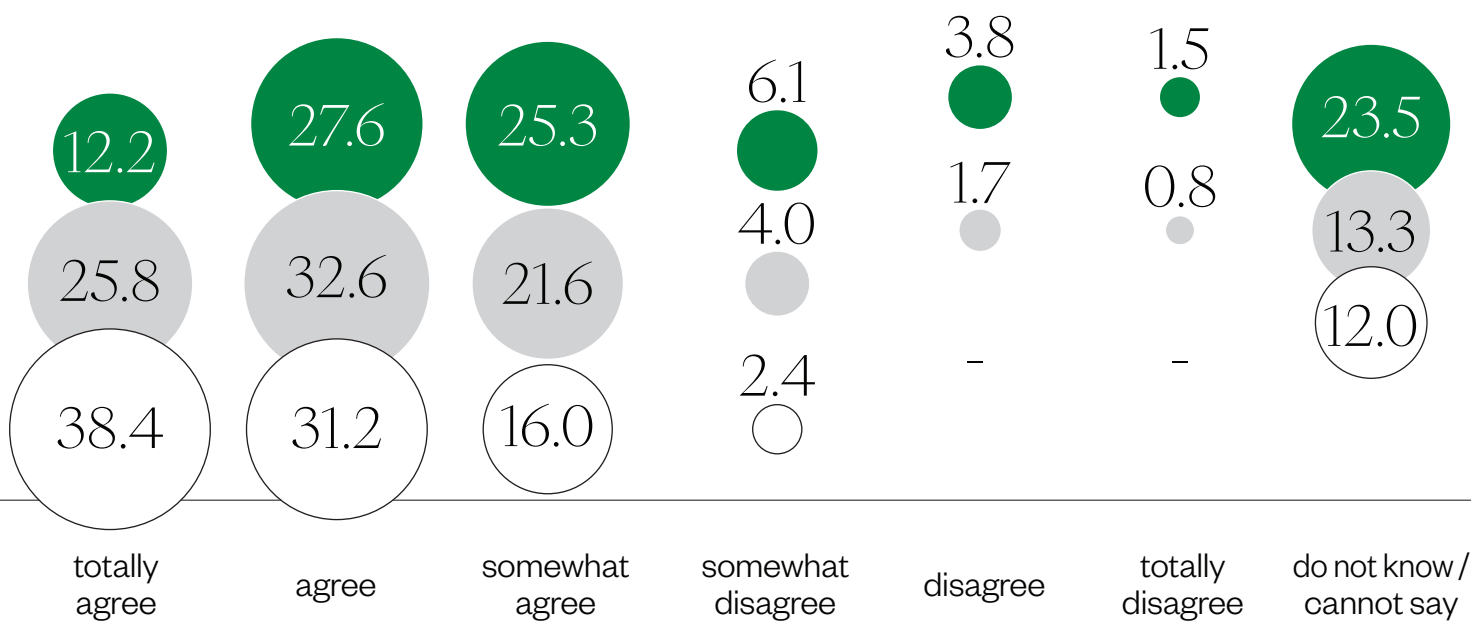 12.2
27.6
25.3
6.1
3.8
1.5
23.5
25.8
32.6
21.6
4.0
1.7
0.8
13.3
38.4
31.2
16.0
2.4
-
-
12.0
totally
agree
agree
somewhat
agree
somewhat
disagree
disagree
totally
disagree
do not know /
cannot say